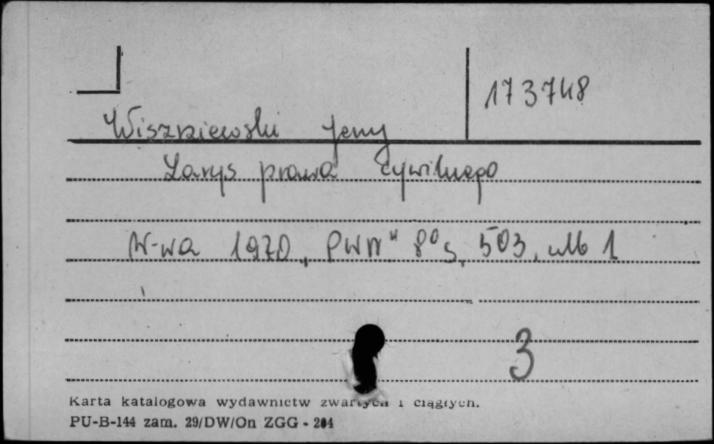 173748
Wiszniewski Jerzy
Zarys prawa cywilnego
W-wa 1970 „PWN" 8° s. 503, nlb 1
3
Karta katalogowa wydawnictw zwartych i ciągłych.
PU-B-144 zam. 29/DW/On ZGG - 204